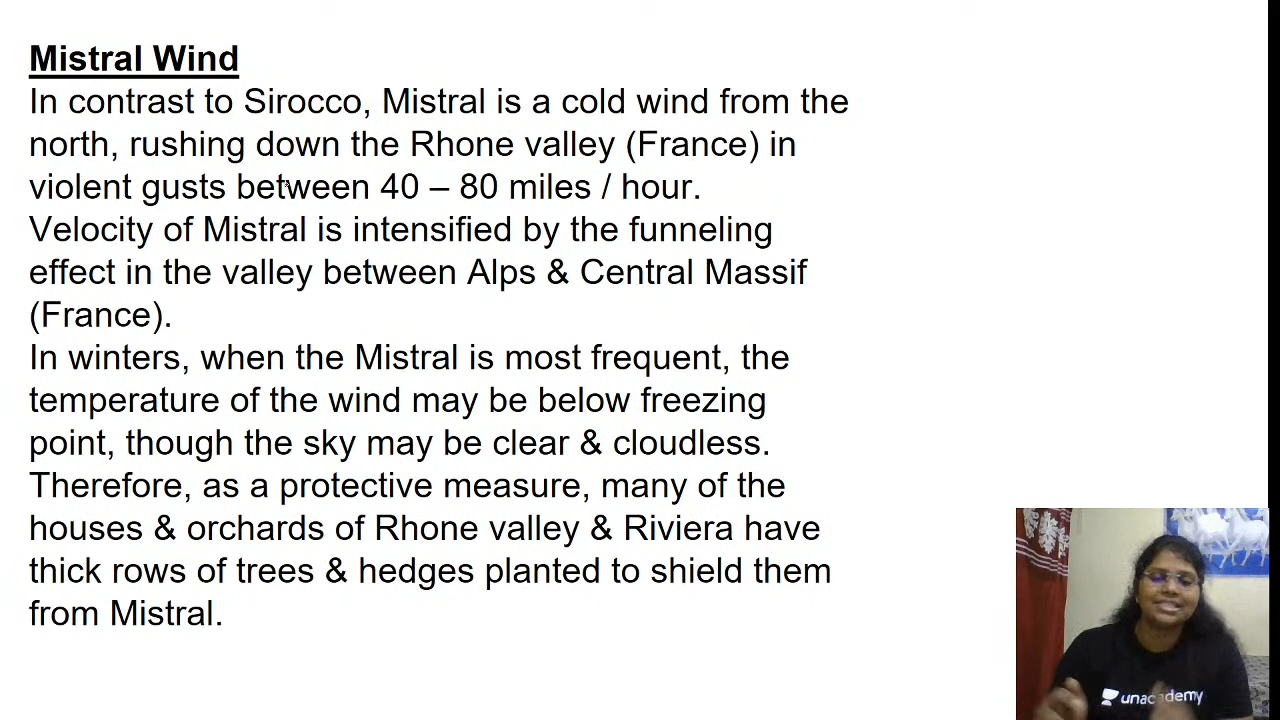 Mistral Wind
In contrast to Sirocco, Mistral is a cold wind from the
north, rushing down the Rhone valley (France) in
violent gusts between 40 – 80 miles / hour.
Velocity of Mistral is intensified by the funneling
effect in the valley between Alps & Central Massif
(France).
In winters, when the Mistral is most frequent, the
temperature of the wind may be below freezing
point, though the sky may be clear & cloudless.
Therefore, as a protective measure, many of the
houses & orchards of Rhone valley & Riviera have
thick rows of trees & hedges planted to shield them
from Mistral.
unacademy